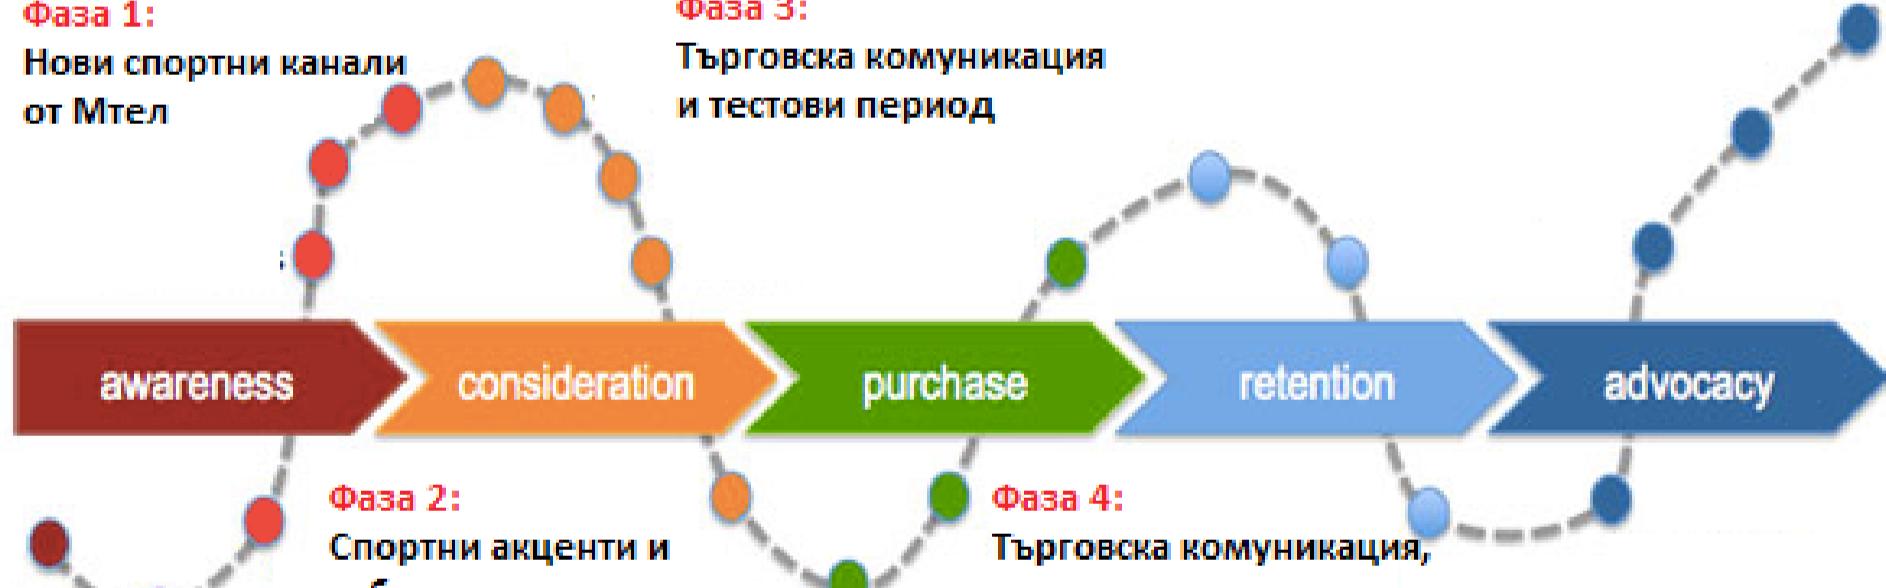 Фаза 1:
Нови спортни канали
от Мтел
Фаза 3:
Търговска комуникация
и тестови период
awareness
consideration
purchase
retention
advocacy
Фаза 2:
Спортни акценти и
Фаза 4:
Търговска комуникация,